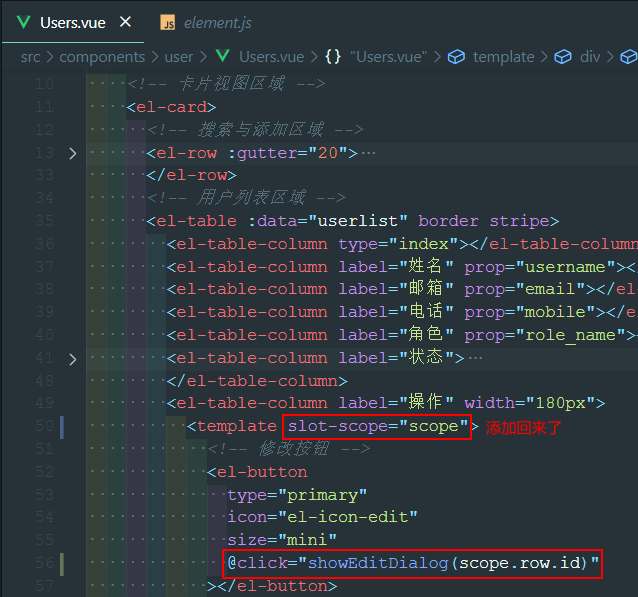 Users.vue
JS element.js
src > components > user > Users.vue > {} "Users.vue" > template > div >
10 <!-- 卡片视图区域 -->
11 <el-card>
12 <!-- 搜索与添加区域 -->
13 <el-row :gutter="20">…
33 </el-row>
34 <!-- 用户列表区域 -->
35 <el-table :data="userlist" border stripe>
36 <el-table-column type="index"></el-table-column
37 <el-table-column label="姓名" prop="username"></
38 <el-table-column label="邮箱" prop="email"></el-
39 <el-table-column label="电话" prop="mobile"></e
40 <el-table-column label="角色" prop="role_name"><
41 <el-table-column label="状态">…
48 </el-table-column>
49 <el-table-column label="操作" width="180px">
50 <template slot-scope="scope"> 添加回来了
51 <!-- 修改按钮 -->
52 <el-button
53 type="primary"
54 icon="el-icon-edit"
55 size="mini"
56 @click="showEditDialog(scope.row.id)"
57 ></el-button>